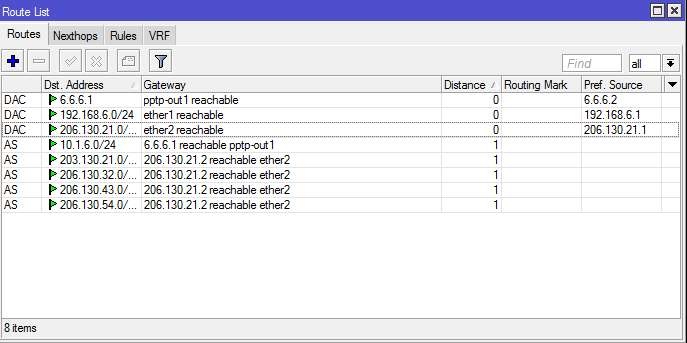 Route List
Routes Nexthops Rules VRF
Find all
Dst. Address Gateway Distance Routing Mark Pref. Source
DAC 6.6.6.1 pptp-out1 reachable 0 6.6.6.2
DAC 192.168.6.0/24 ether1 reachable 0 192.168.6.1
DAC 206.130.21.0/... ether2 reachable 0 206.130.21.1
AS 10.1.6.0/24 6.6.6.1 reachable pptp-out1 1
AS 203.130.21.0/... 206.130.21.2 reachable ether2 1
AS 206.130.32.0/... 206.130.21.2 reachable ether2 1
AS 206.130.43.0/... 206.130.21.2 reachable ether2 1
AS 206.130.54.0/... 206.130.21.2 reachable ether2 1
8 items